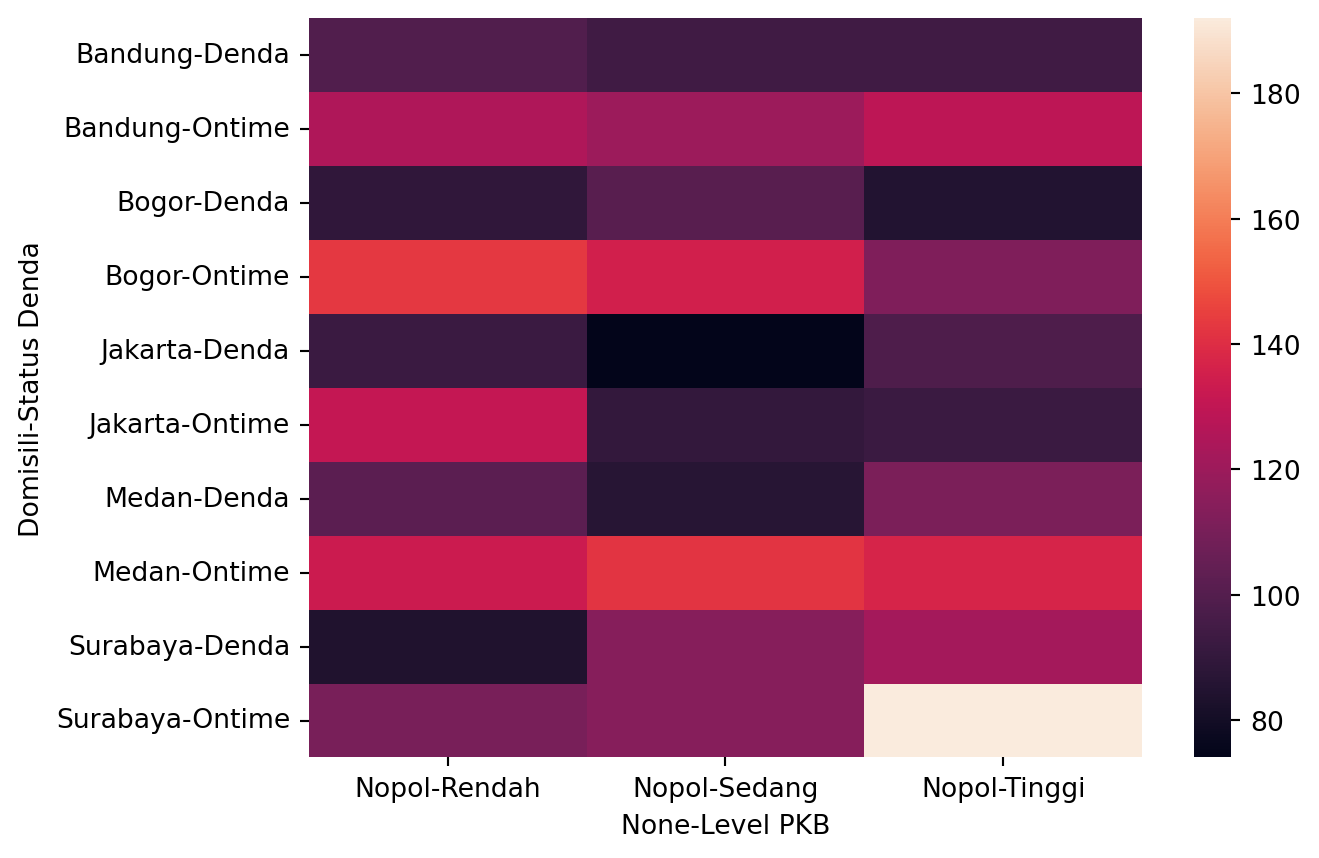 Domisili-Status Denda
Bandung-Denda
Bandung-Ontime
Bogor-Denda
Bogor-Ontime
Jakarta-Denda
Jakarta-Ontime
Medan-Denda
Medan-Ontime
Surabaya-Denda
Surabaya-Ontime
Nopol-Rendah Nopol-Sedang Nopol-Tinggi
None-Level PKB
180
160
140
120
100
80